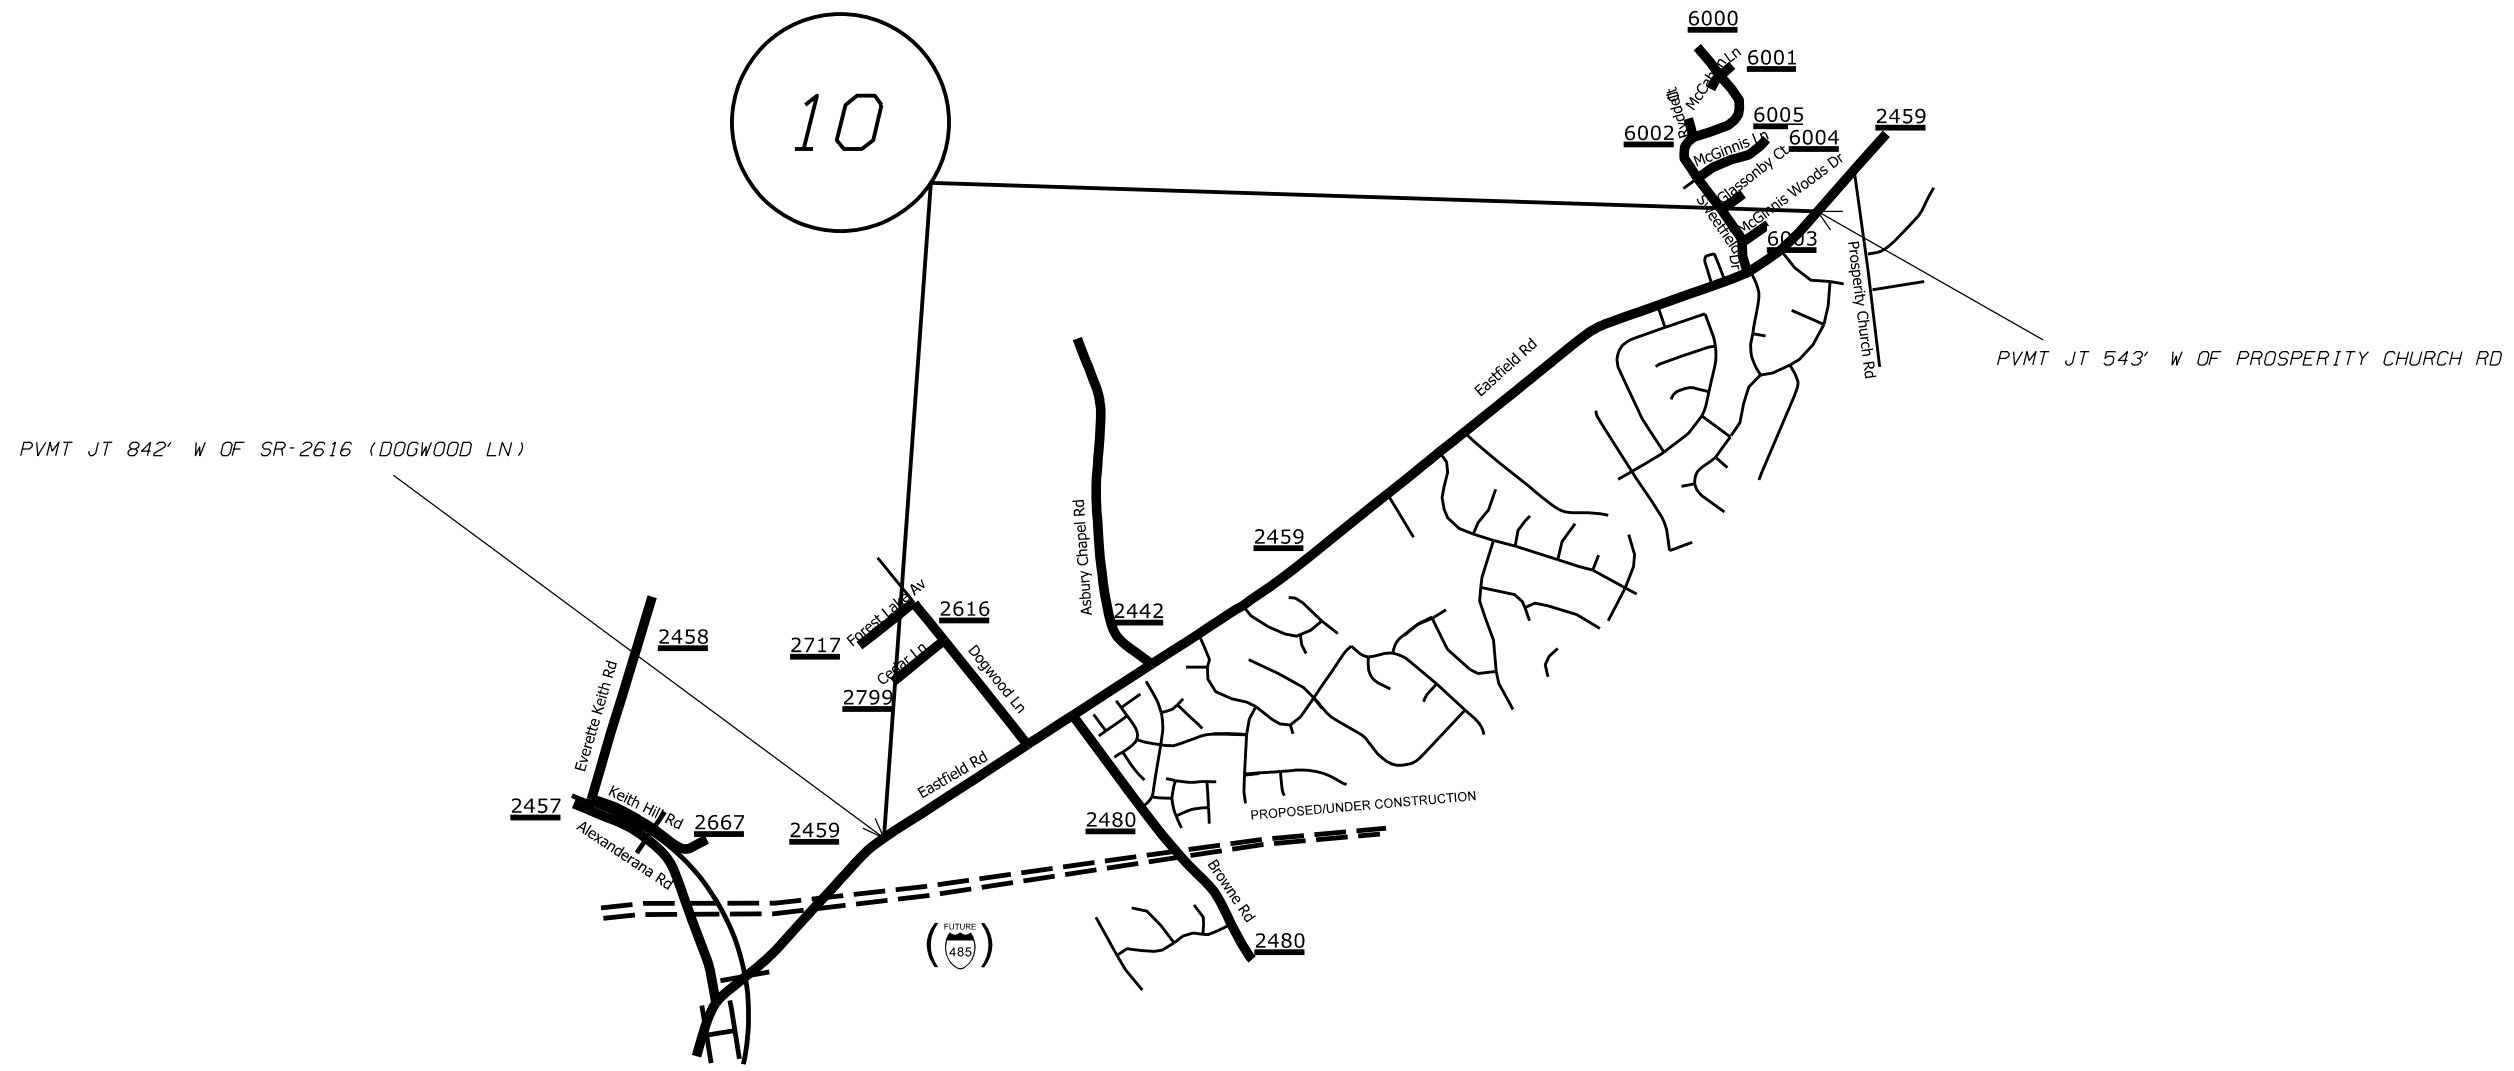 6000
McCabin Ln
6001
10
6005
2459
6002
McGinnis Ln
6004
Glassonby Ct
McGinnis Woods Dr
Sweetfield Dr
6003
Prosperity Church Rd
PVMT JT 543' W OF PROSPERITY CHURCH RD
Eastfield Rd
PVMT JT 842' W OF SR-2616 (DOGWOOD LN)
Asbury Chapel Rd
2459
Forest Lake Av
2616
2442
2458
2717
Cedar Ln
Dogwood Ln
2799
Everette Keith Rd
Eastfield Rd
Keith Hill Rd
2457
2667
2459
2480
PROPOSED/UNDER CONSTRUCTION
Alexanderana Rd
Browne Rd
(FUTURE
485)
2480